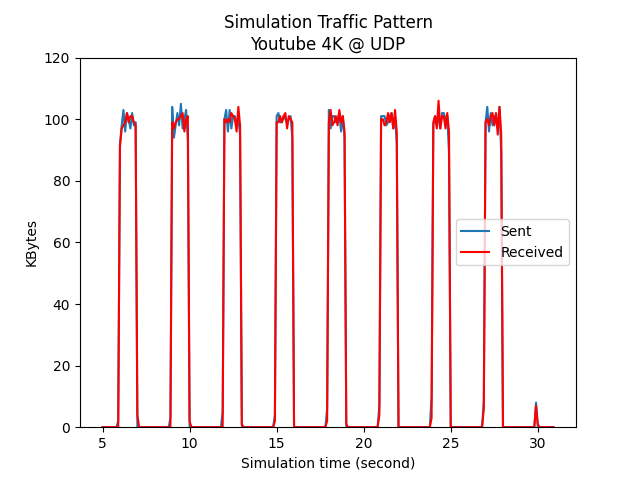 Simulation Traffic Pattern
Youtube 4K @ UDP
120
100
80
60
40
20
0
KBytes
Sent
Received
5 10 15 20 25 30
Simulation time (second)